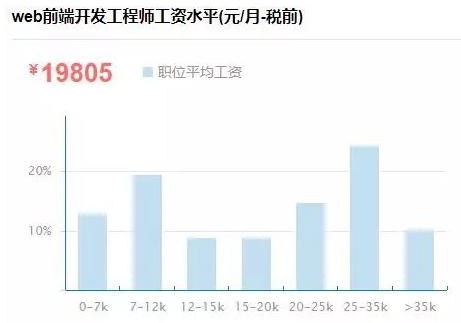 web前端开发工程师工资水平(元/月-税前)
¥19805 职位平均工资
20%
10%
0-7k 7-12k 12-15k 15-20k 20-25k 25-35k >35k